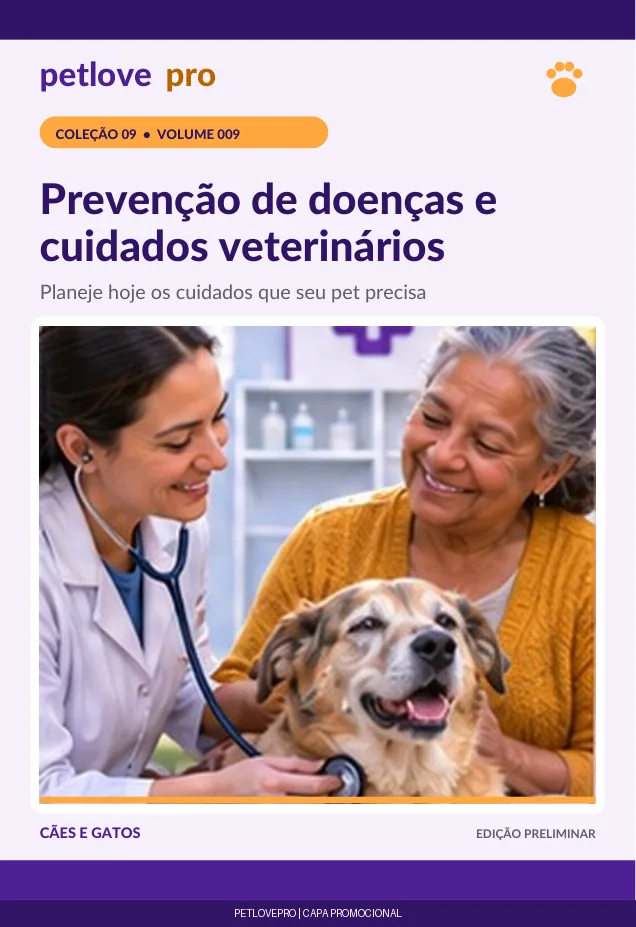 petlove pro
COLEÇÃO 09 ● VOLUME 009
Prevenção de doenças e
cuidados veterinários
Planeje hoje os cuidados que seu pet precisa
CÃES E GATOS
EDIÇÃO PRELIMINAR
PETLOVEPRO | CAPA PROMOCIONAL